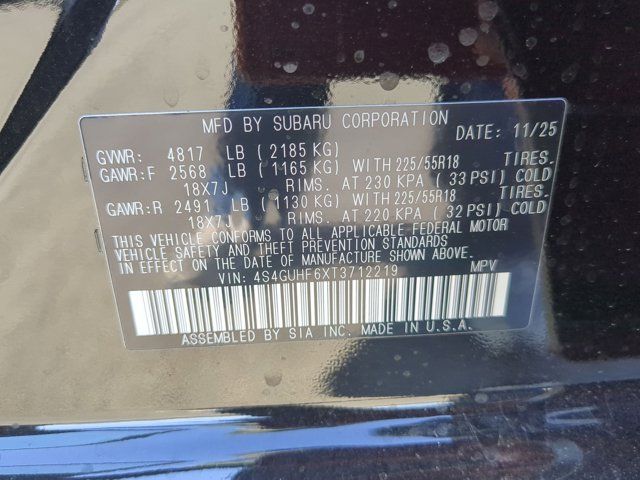 MFD BY SUBARU CORPORATION DATE: 11/25
GVWR: 4817 LB (2185 KG)
GAWR:F 2568 LB (1165 KG) WITH 225/55R18 TIRES.
18X7J RIMS. AT 230 KPA (33 PSI) COLD
GAWR:R 2491 LB (1130 KG) WITH 225/55R18 TIRES.
18X7J RIMS. AT 220 KPA (32 PSI) COLD
THIS VEHICLE CONFORMS TO ALL APPLICABLE FEDERAL MOTOR
VEHICLE SAFETY AND THEFT PREVENTION STANDARDS
IN EFFECT ON THE DATE OF MANUFACTURE SHOWN ABOVE.
VIN: 4S4GUHF6XT3712219 MPV
ASSEMBLED BY SIA INC. MADE IN U.S.A.